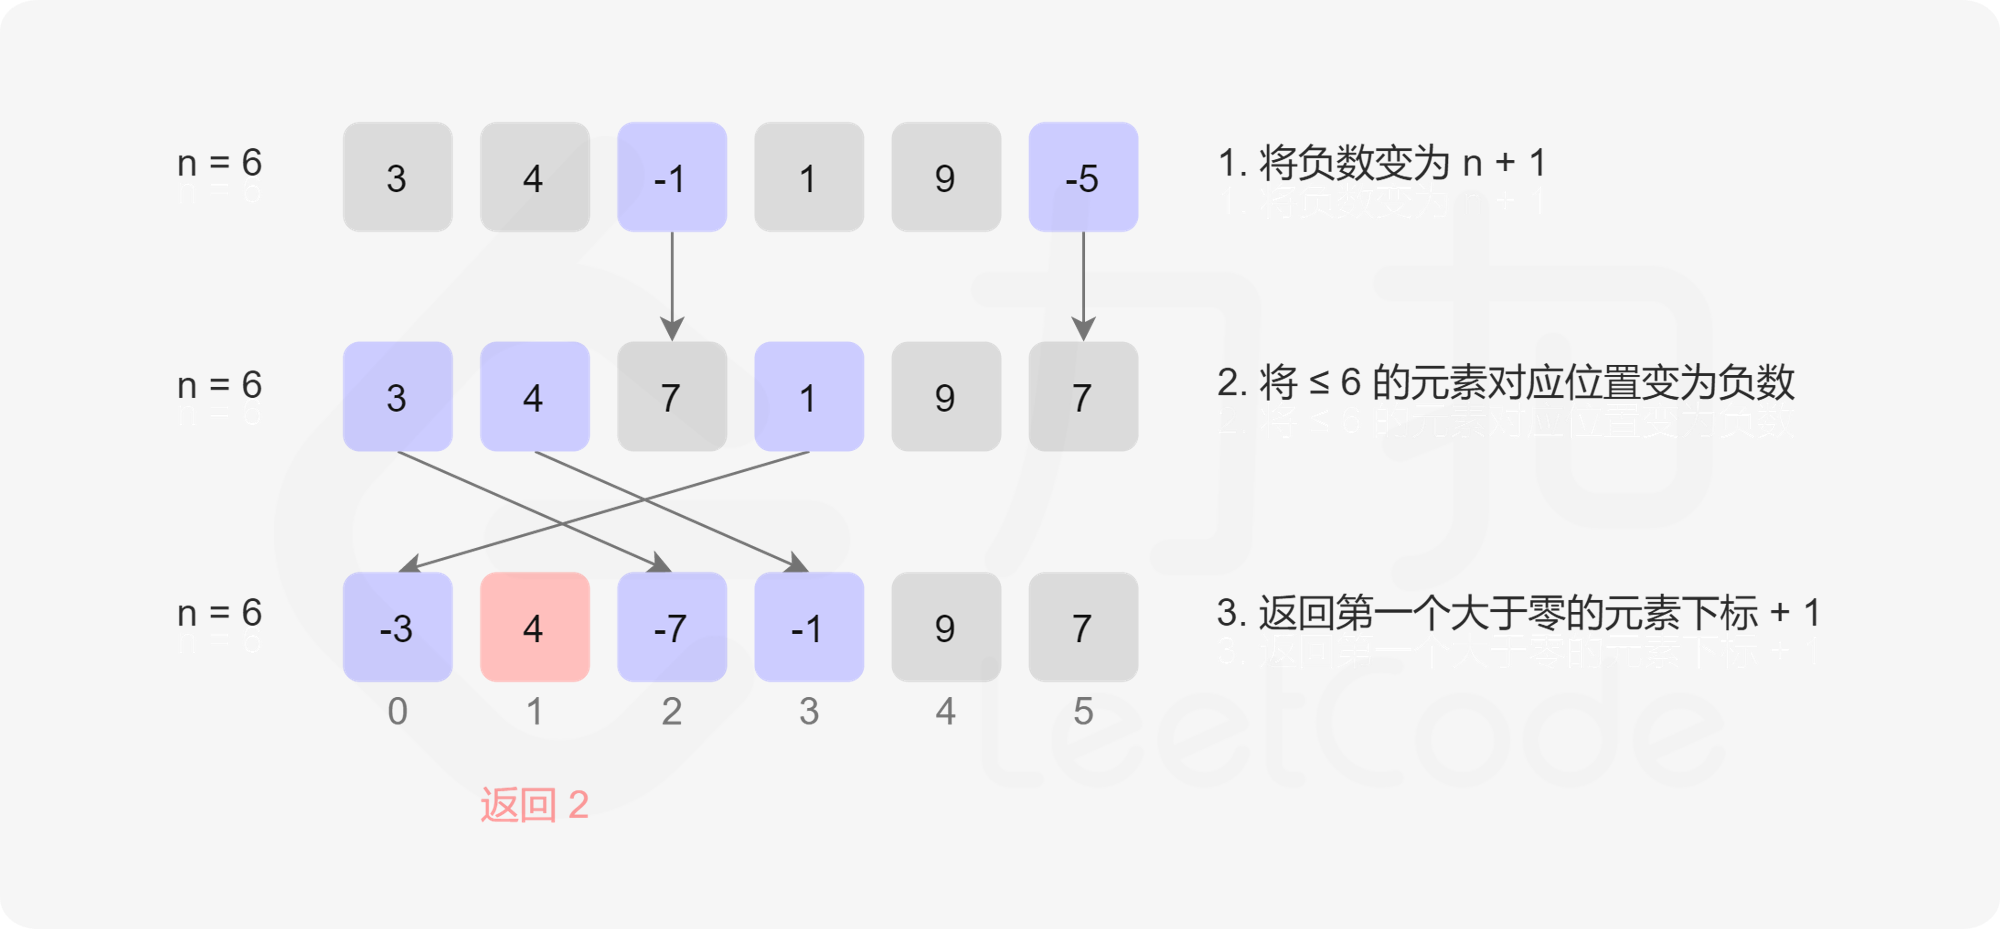 n = 6
3 4 -1 1 9 -5
1. 将负数变为 n + 1
n = 6
3 4 7 1 9 7
2. 将 ≤ 6 的元素对应位置变为负数
n = 6
-3 4 -7 -1 9 7
3. 返回第一个大于零的元素下标 + 1
0 1 2 3 4 5
返回 2
力扣
LeetCode